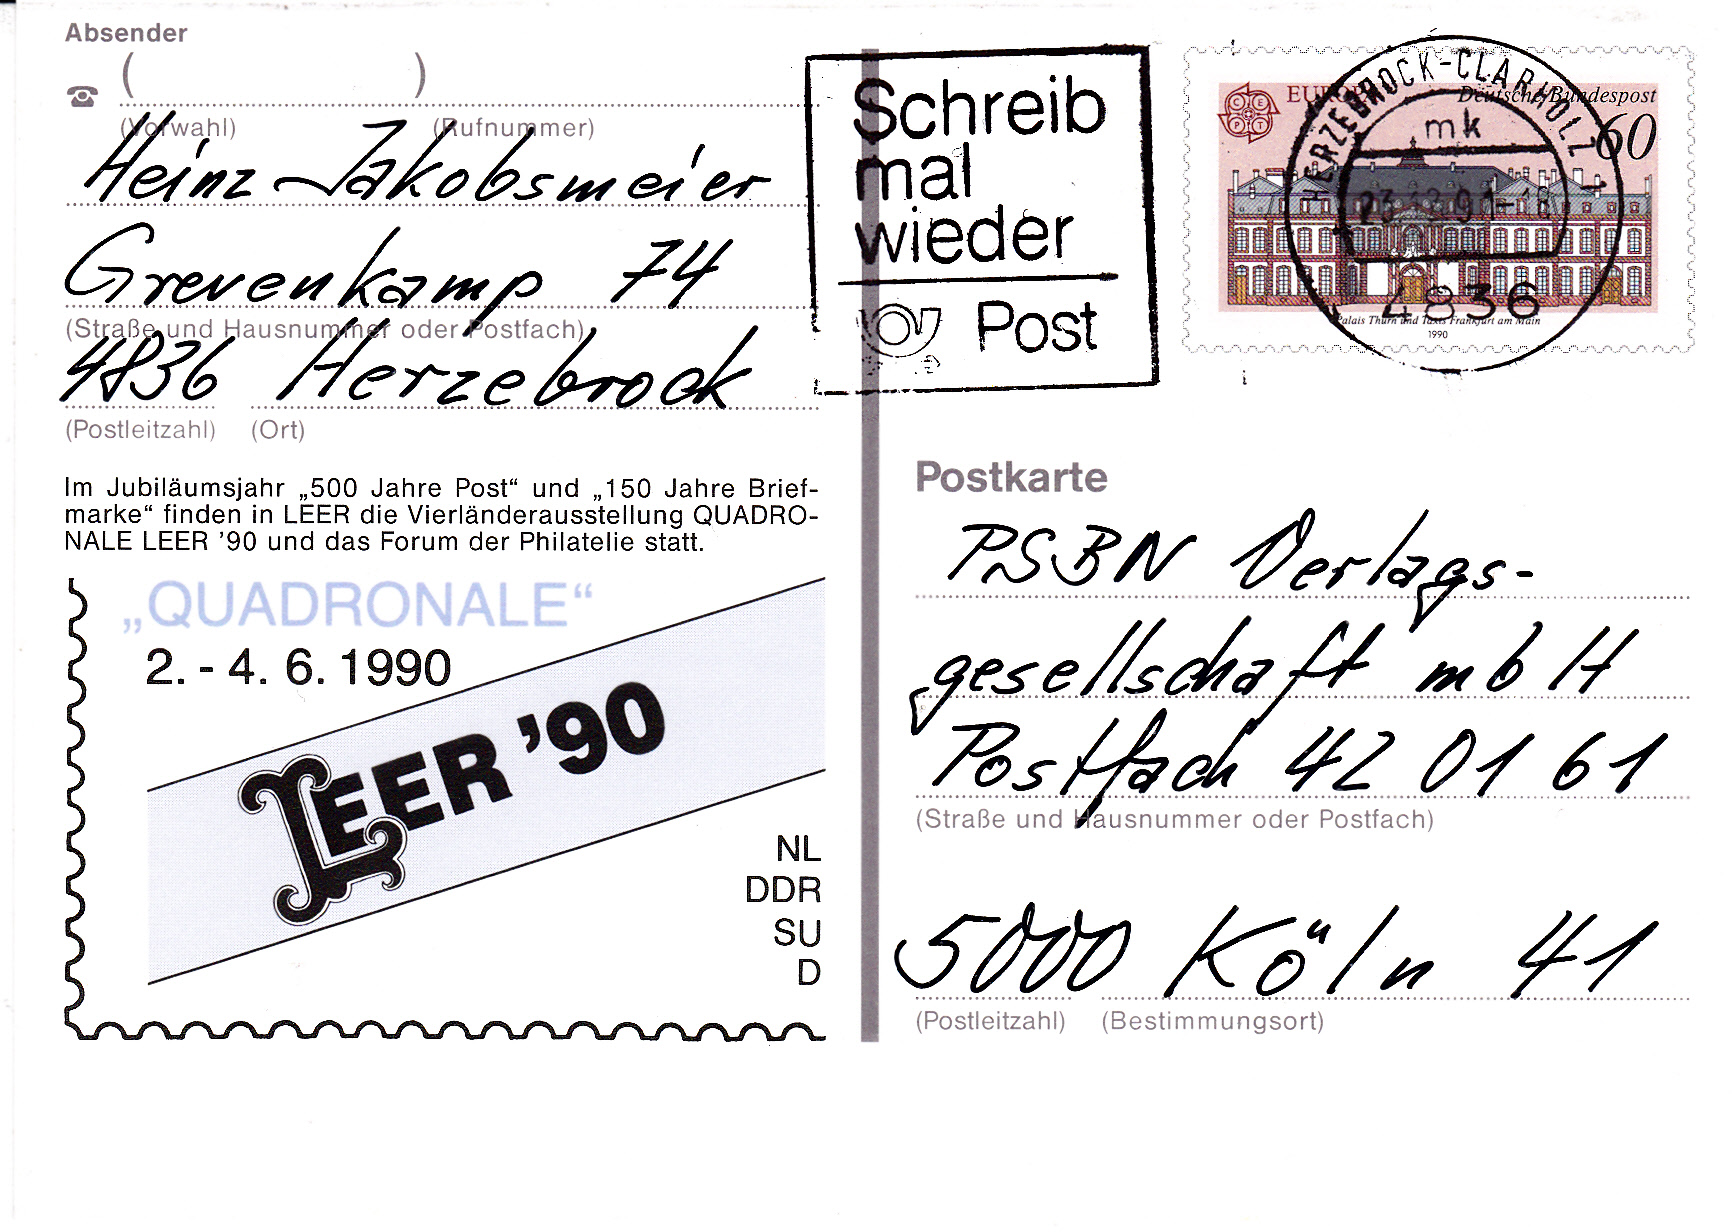 Absender
( )
(Vorwahl) (Rufnummer)
Heinz Jakobsmeier
Grevenkamp 74
(Straße und Hausnummer oder Postfach)
4836 Herzebrock
(Postleitzahl) (Ort)
Im Jubiläumsjahr „500 Jahre Post“ und „150 Jahre Brief-
marke“ finden in LEER die Vierländerausstellung QUADRO-
NALE LEER ’90 und das Forum der Philatelie statt.
„QUADRONALE“
2. - 4. 6. 1990
LEER ’90
NL
DDR
SU
D
Schreib
mal
wieder
Post
EUROPA
CEPT
Deutsche Bundespost
60
Palais Thurn und Taxis Frankfurt am Main
1990
HERZEBROCK-CLARHOLZ 1
mk
4836
Postkarte
PSBN Verlags-
gesellschaft mbH
Postfach 42 01 61
(Straße und Hausnummer oder Postfach)
5000 Köln 41
(Postleitzahl) (Bestimmungsort)